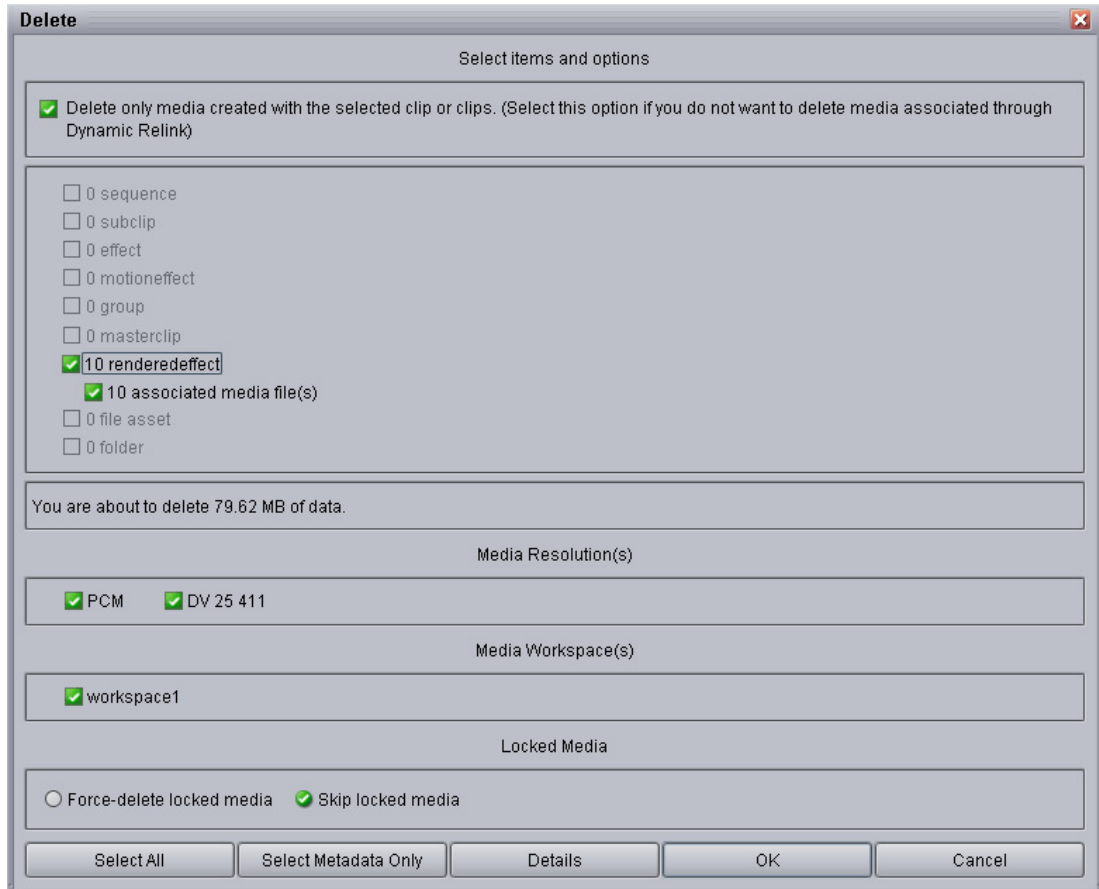 Delete
Select items and options
Delete only media created with the selected clip or clips. (Select this option if you do not want to delete media associated through
Dynamic Relink)
0 sequence
0 subclip
0 effect
0 motioneffect
0 group
0 masterclip
10 renderedeffect
10 associated media file(s)
0 file asset
0 folder
You are about to delete 79.62 MB of data.
Media Resolution(s)
PCM DV 25 411
Media Workspace(s)
workspace1
Locked Media
Force-delete locked media Skip locked media
Select All Select Metadata Only Details OK Cancel